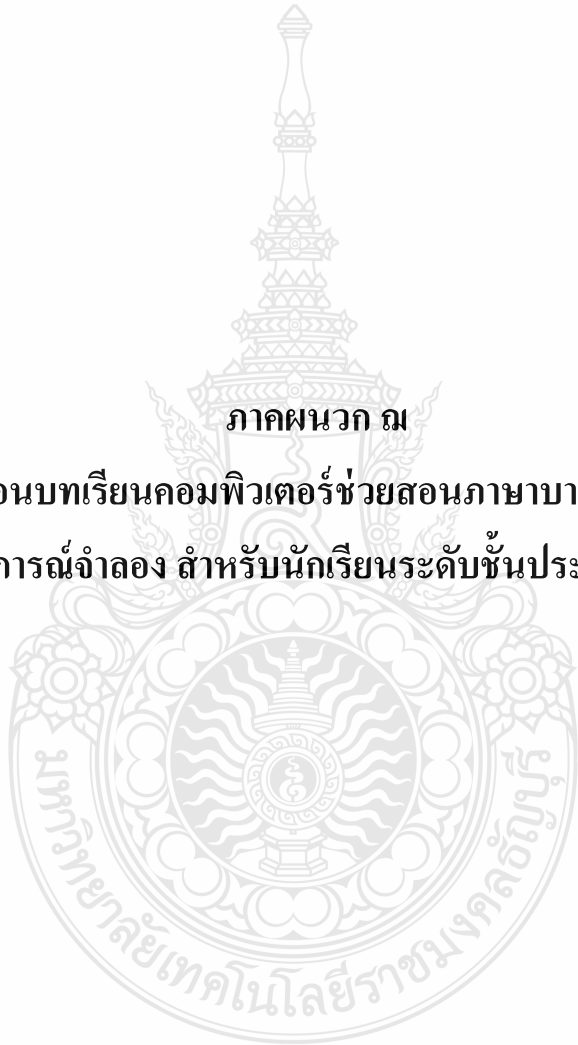 ภาคผนวก ฌ
อนบทเรียนคอมพิวเตอร์ช่วยสอนภาษาบา
การณ์จำลอง สำหรับนักเรียนระดับชั้นประ
มหาวิทยาลัยเทคโนโลยีราชมงคลธัญบุรี